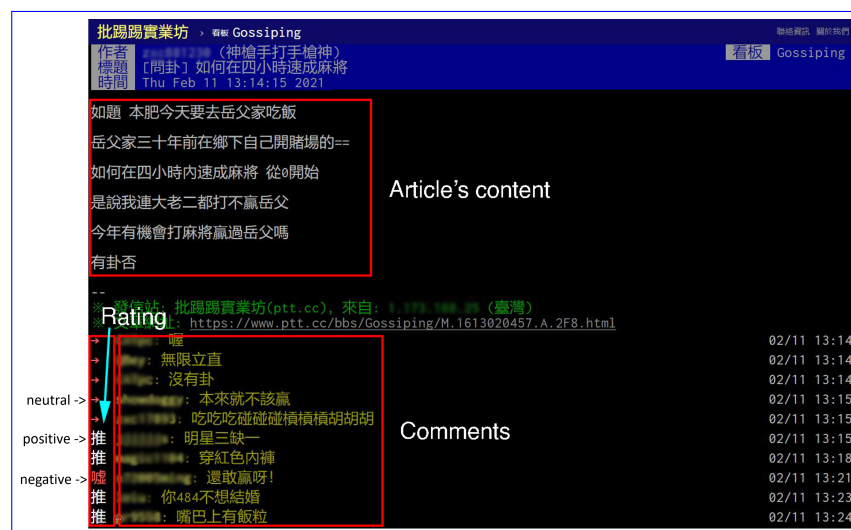 批踢踢實業坊 › 看板 Gossiping
聯絡資訊 關於我們
作者 (神槍手打手槍神)
看板 Gossiping
標題 [問卦] 如何在四小時速成麻將
時間 Thu Feb 11 13:14:15 2021
如題 本肥今天要去岳父家吃飯
岳父家三十年前在鄉下自己開賭場的==
如何在四小時內速成麻將 從0開始
Article's content
是說我連大老二都打不贏岳父
今年有機會打麻將贏過岳父嗎
有卦否
--
※ 發信站: 批踢踢實業坊(ptt.cc), 來自: (臺灣)
Rating
※ : https://www.ptt.cc/bbs/Gossiping/M.1613020457.A.2F8.html
→ : 喔 02/11 13:14
→ : 無限立直 02/11 13:14
→ : 沒有卦 02/11 13:14
neutral -> → : 本來就不該贏 02/11 13:15
→ : 吃吃吃碰碰碰槓槓槓胡胡胡 02/11 13:15
Comments
positive -> 推 : 明星三缺一 02/11 13:15
推 : 穿紅色內褲 02/11 13:18
negative -> 噓 : 還敢贏呀! 02/11 13:21
推 : 你484不想結婚 02/11 13:23
推 : 嘴巴上有飯粒 02/11 13:24